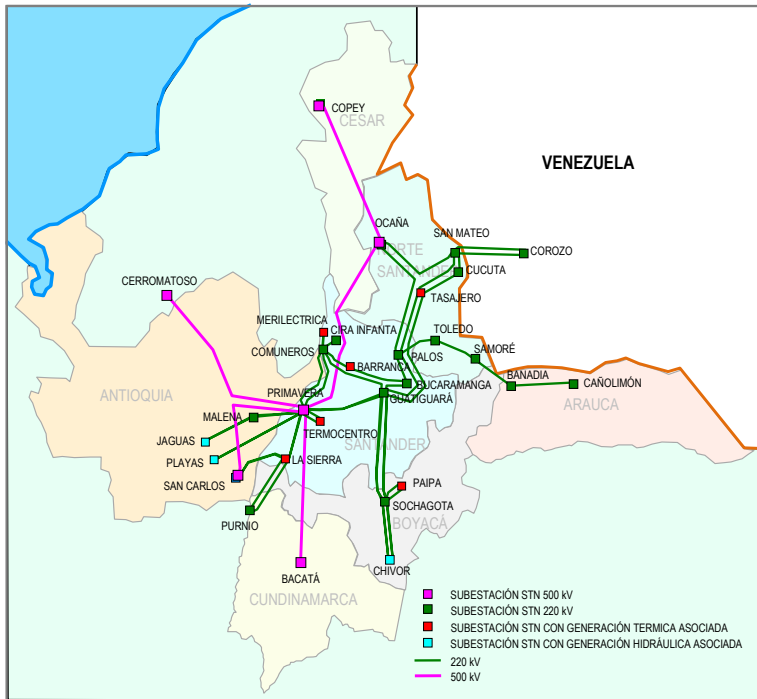 COPEY
CESAR
VENEZUELA
OCAÑA
SAN MATEO
NORTE
SANTANDER
COROZO
CUCUTA
CERROMATOSO
TASAJERO
MERILECTRICA
CIRA INFANTA
TOLEDO
COMUNEROS
SAMORÉ
PALOS
BARRANCA
BUCARAMANGA
BANADIA
CAÑOLIMÓN
ANTIOQUIA
PRIMAVERA
GUATIGUARÁ
ARAUCA
MALENA
TERMOCENTRO
JAGUAS
SANTANDER
PLAYAS
LA SIERRA
SAN CARLOS
PAIPA
SOCHAGOTA
PURNIO
BOYACÁ
CHIVOR
BACATÁ
CUNDINAMARCA
SUBESTACIÓN STN 500 kV
SUBESTACIÓN STN 220 kV
SUBESTACIÓN STN CON GENERACIÓN TERMICA ASOCIADA
SUBESTACIÓN STN CON GENERACIÓN HIDRÁULICA ASOCIADA
220 kV
500 kV